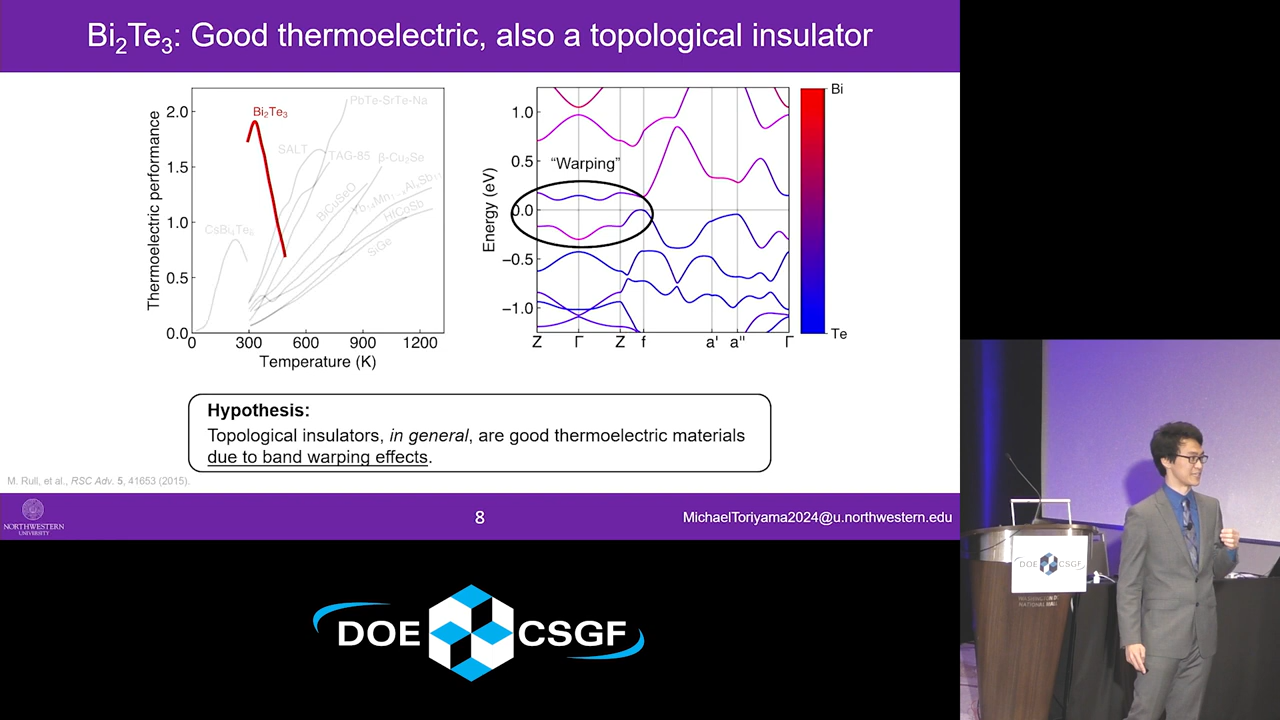 Bi₂Te₃: Good thermoelectric, also a topological insulator
Thermoelectric performance
2.0
1.5
1.0
0.5
0.0
0
300
600
900
1200
Temperature (K)
Bi₂Te₃
PbTe-SrTe-Na
SALT
TAG-85
β-Cu₂Se
BiCuSeO
HfCoSb
SiGe
Energy (eV)
1.0
0.5
0.0
−0.5
−1.0
"Warping"
Z
Γ
Z
f
a'
a"
Γ
Bi
Te
Hypothesis:
Topological insulators, in general, are good thermoelectric materials
due to band warping effects.
M. Rull, et al., RSC Adv. 5, 41653 (2015).
NORTHWESTERN
UNIVERSITY
8
MichaelToriyama2024@u.northwestern.edu
DOE CSGF
DOE CSGF